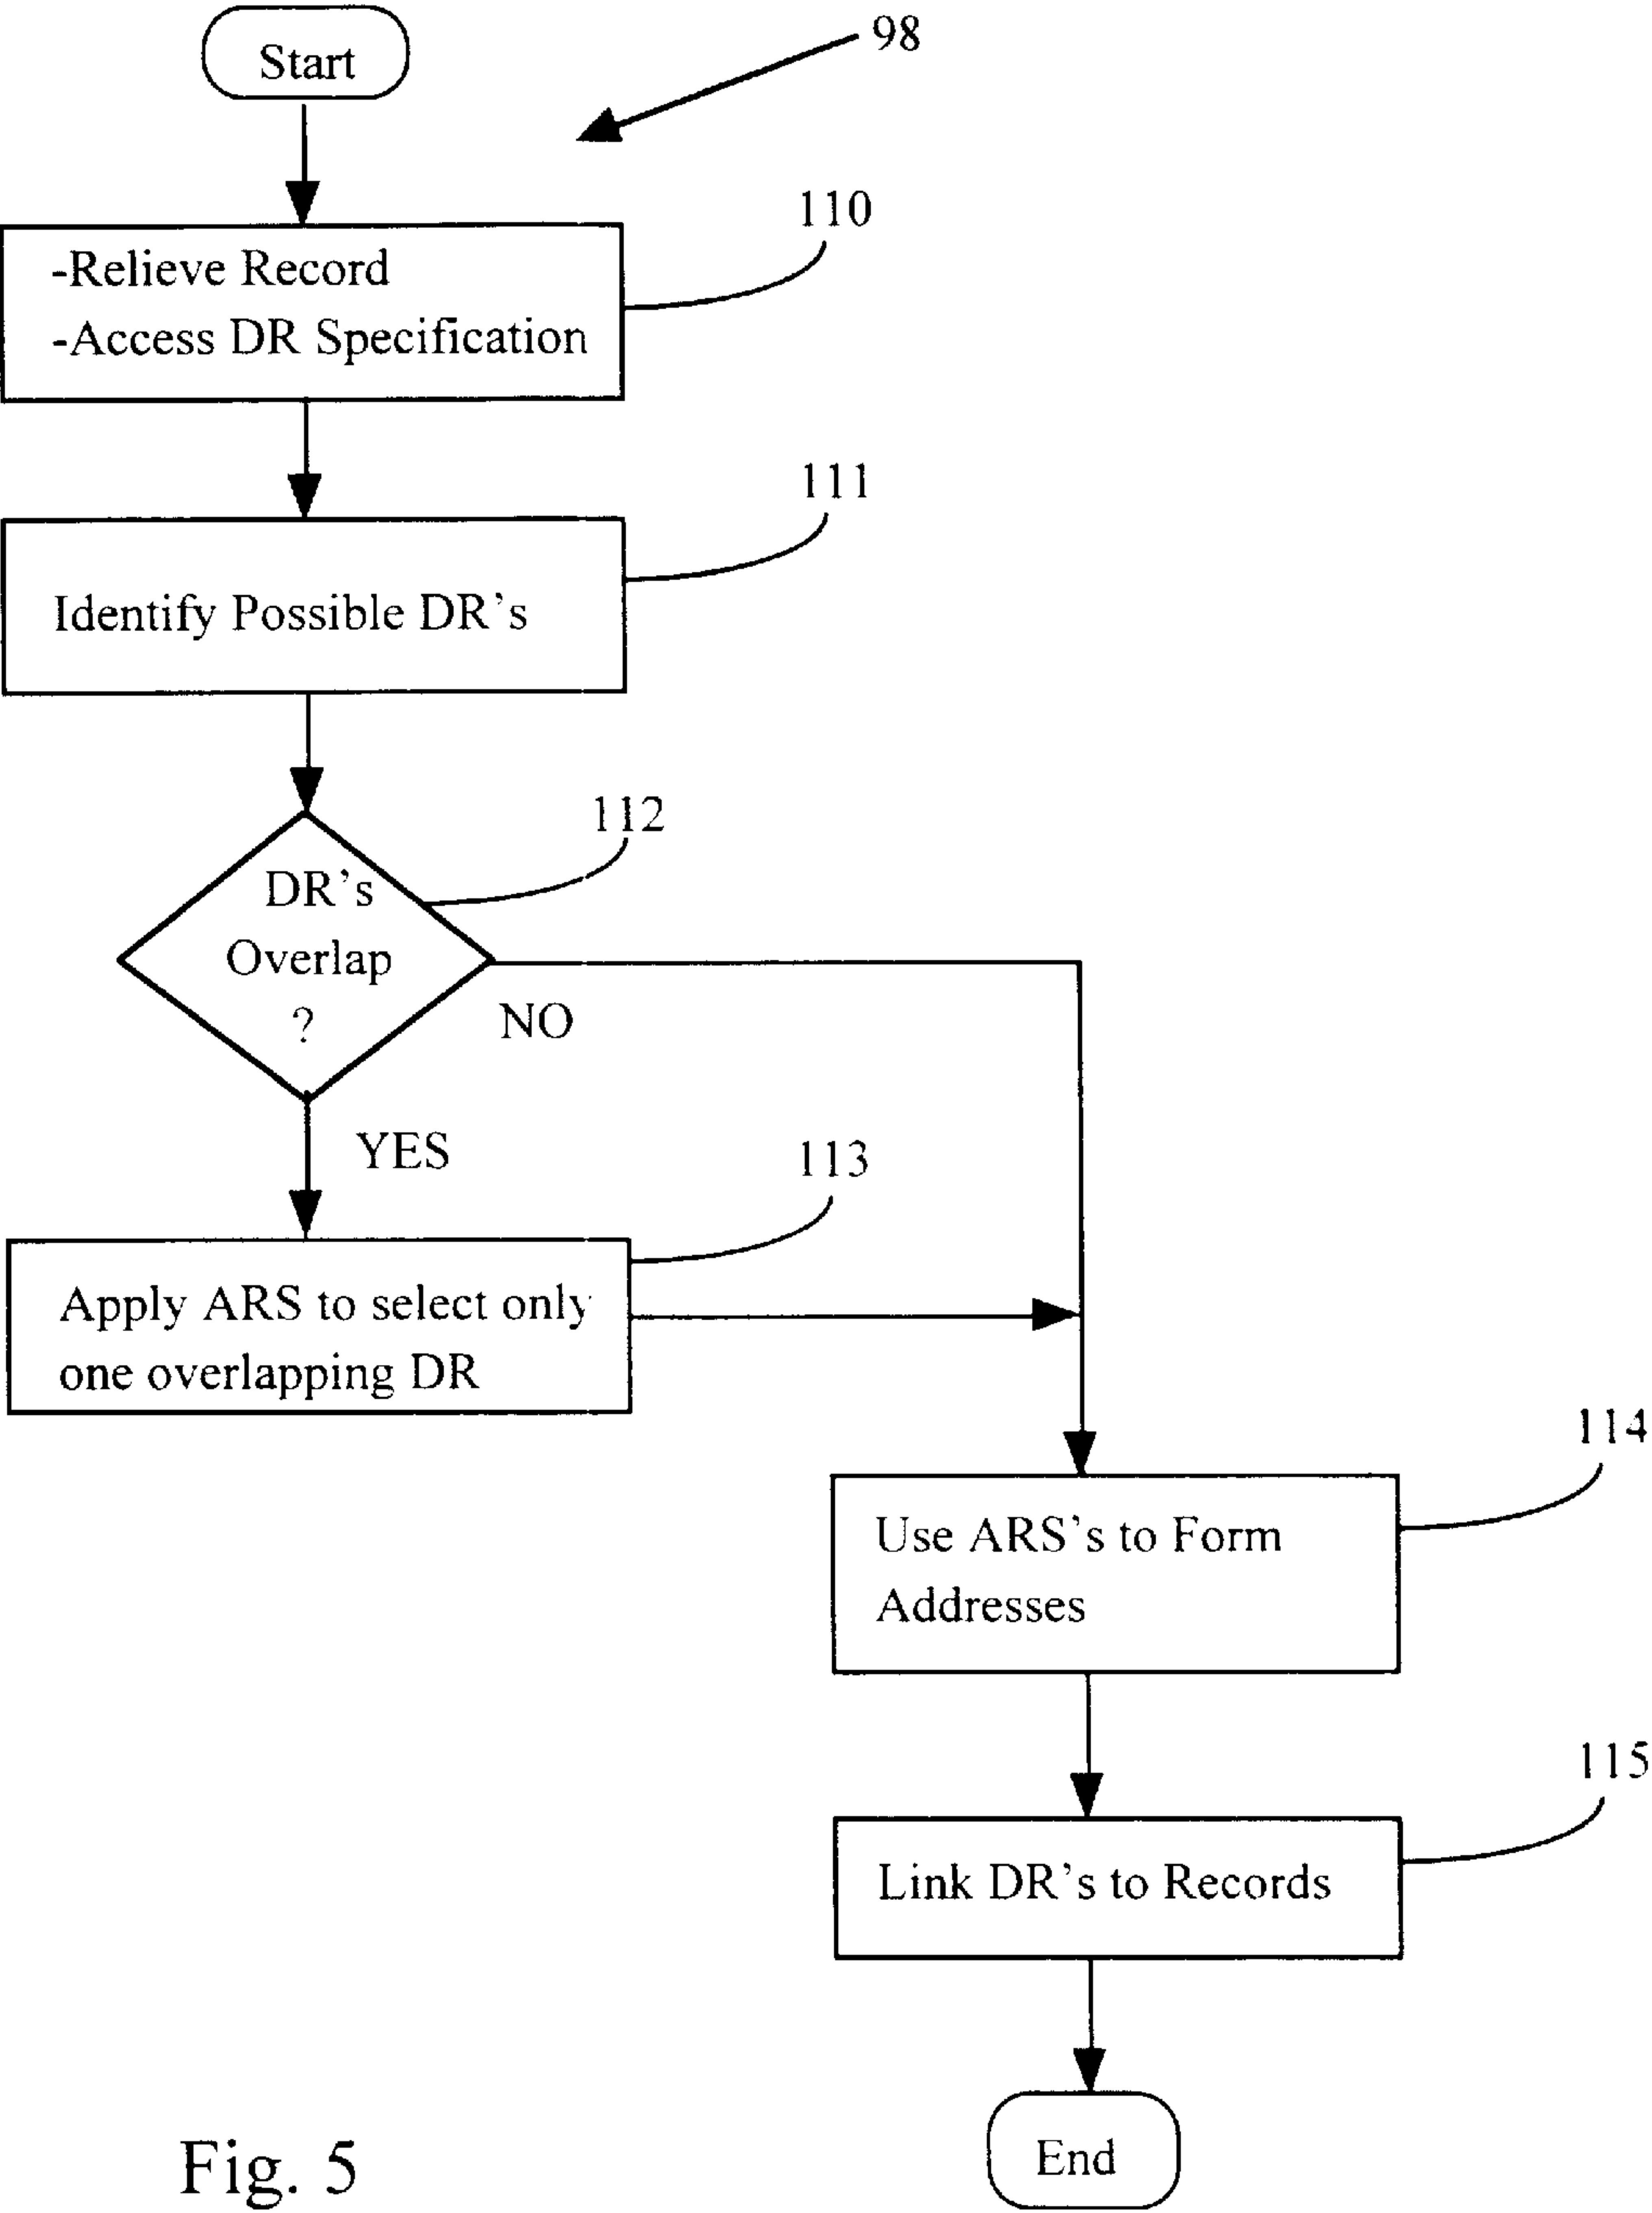 Start
98
110
-Relieve Record
-Access DR Specification
111
Identify Possible DR's
112
DR's
Overlap
?
NO
YES
113
Apply ARS to select only
one overlapping DR
114
Use ARS's to Form
Addresses
115
Link DR's to Records
End
Fig. 5